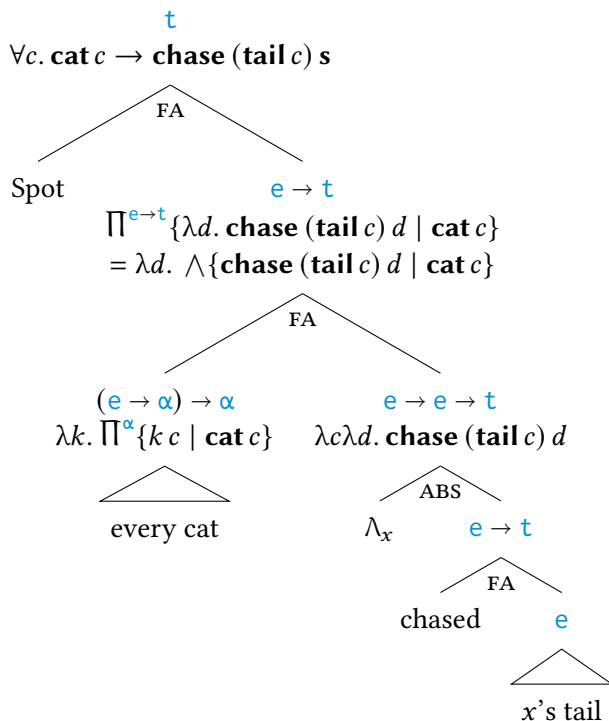 t
∀c. cat c → chase (tail c) s
FA
Spot
e → t
∏^{e→t}{λd. chase (tail c) d | cat c}
= λd. ∧{chase (tail c) d | cat c}
FA
(e → α) → α
e → e → t
λk. ∏^α{k c | cat c}
λcλd. chase (tail c) d
ABS
every cat
Λ_x
e → t
FA
chased
e
x's tail